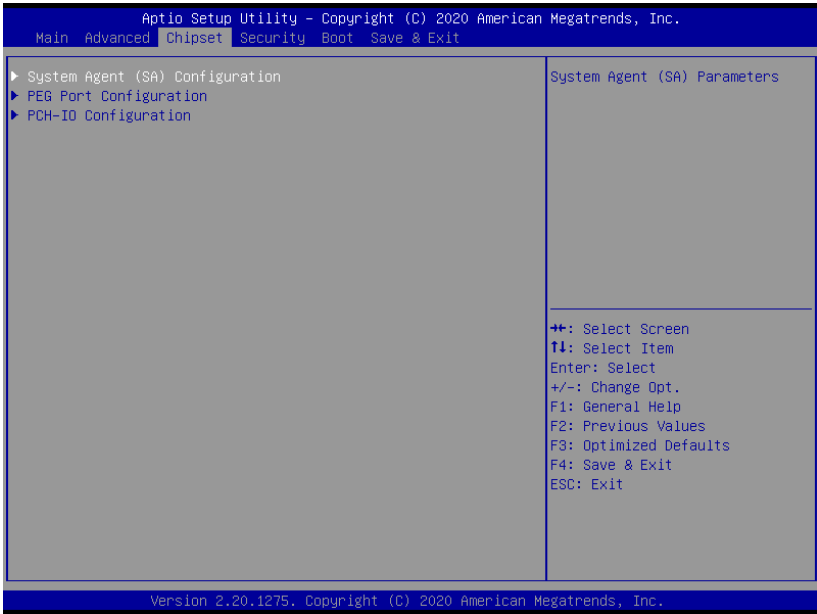 Aptio Setup Utility – Copyright (C) 2020 American Megatrends, Inc.
Main Advanced Chipset Security Boot Save & Exit
▶ System Agent (SA) Configuration
▶ PEG Port Configuration
▶ PCH-IO Configuration
System Agent (SA) Parameters
→←: Select Screen
↑↓: Select Item
Enter: Select
+/-: Change Opt.
F1: General Help
F2: Previous Values
F3: Optimized Defaults
F4: Save & Exit
ESC: Exit
Version 2.20.1275. Copyright (C) 2020 American Megatrends, Inc.